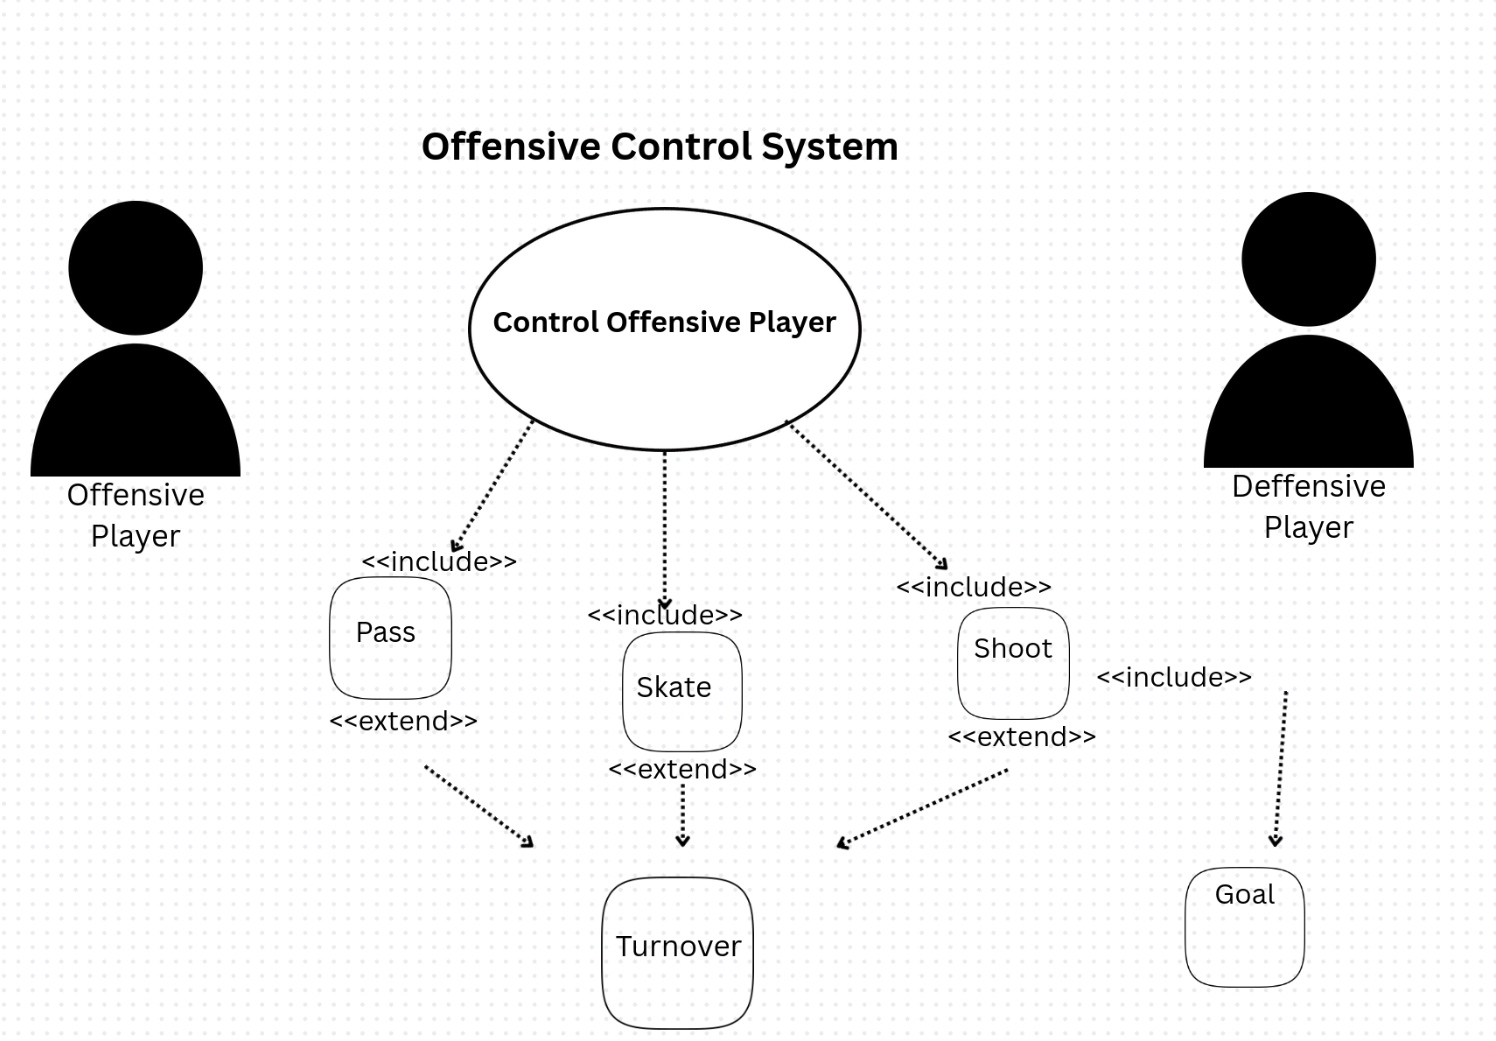 Offensive Control System
Control Offensive Player
Offensive
Player
Deffensive
Player
<<include>>
<<include>>
<<include>>
Pass
Skate
Shoot
<<include>>
<<extend>>
<<extend>>
<<extend>>
Turnover
Goal